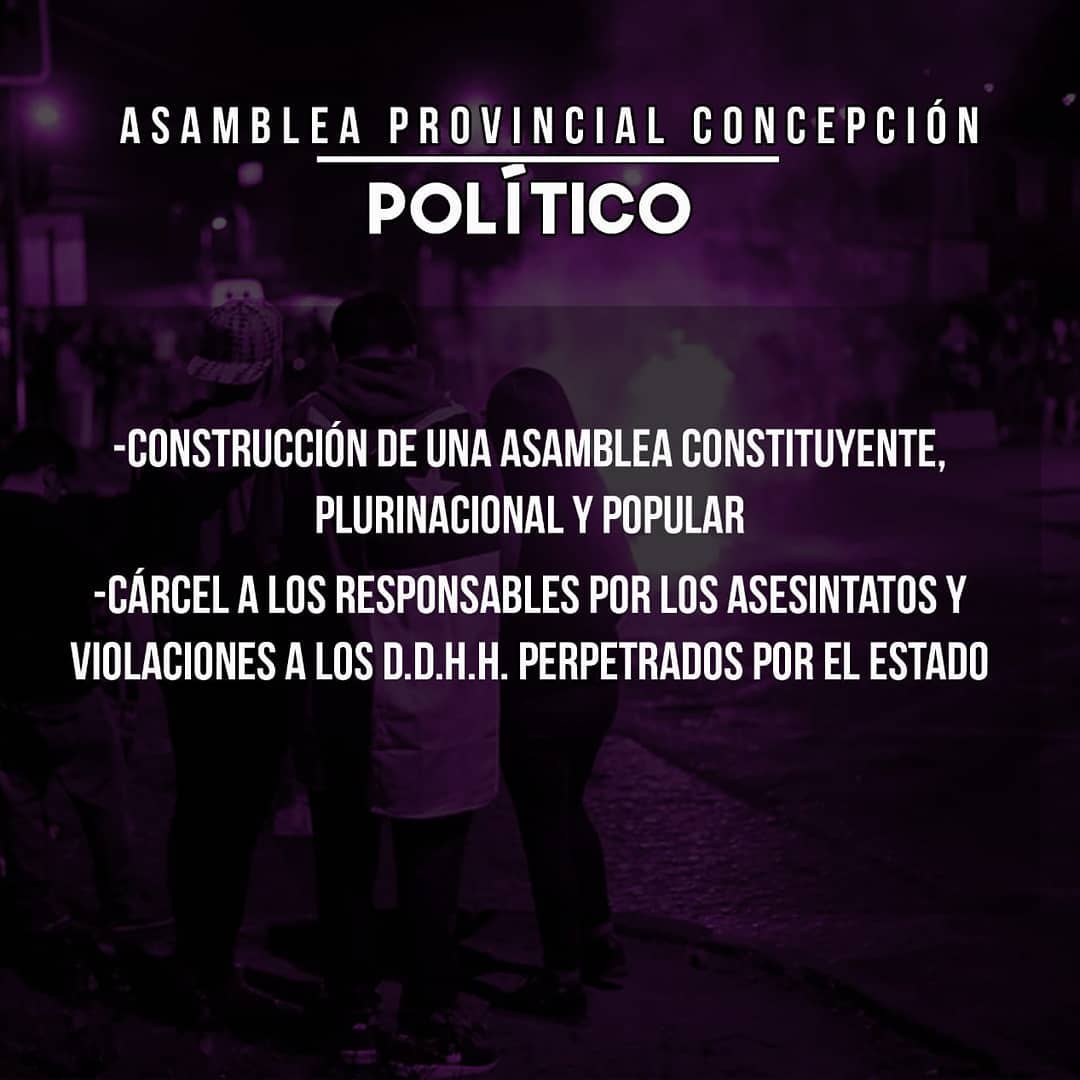 ASAMBLEA PROVINCIAL CONCEPCIÓN
POLÍTICO
-CONSTRUCCIÓN DE UNA ASAMBLEA CONSTITUYENTE,
PLURINACIONAL Y POPULAR
-CÁRCEL A LOS RESPONSABLES POR LOS ASESINTATOS Y
VIOLACIONES A LOS D.D.H.H. PERPETRADOS POR EL ESTADO